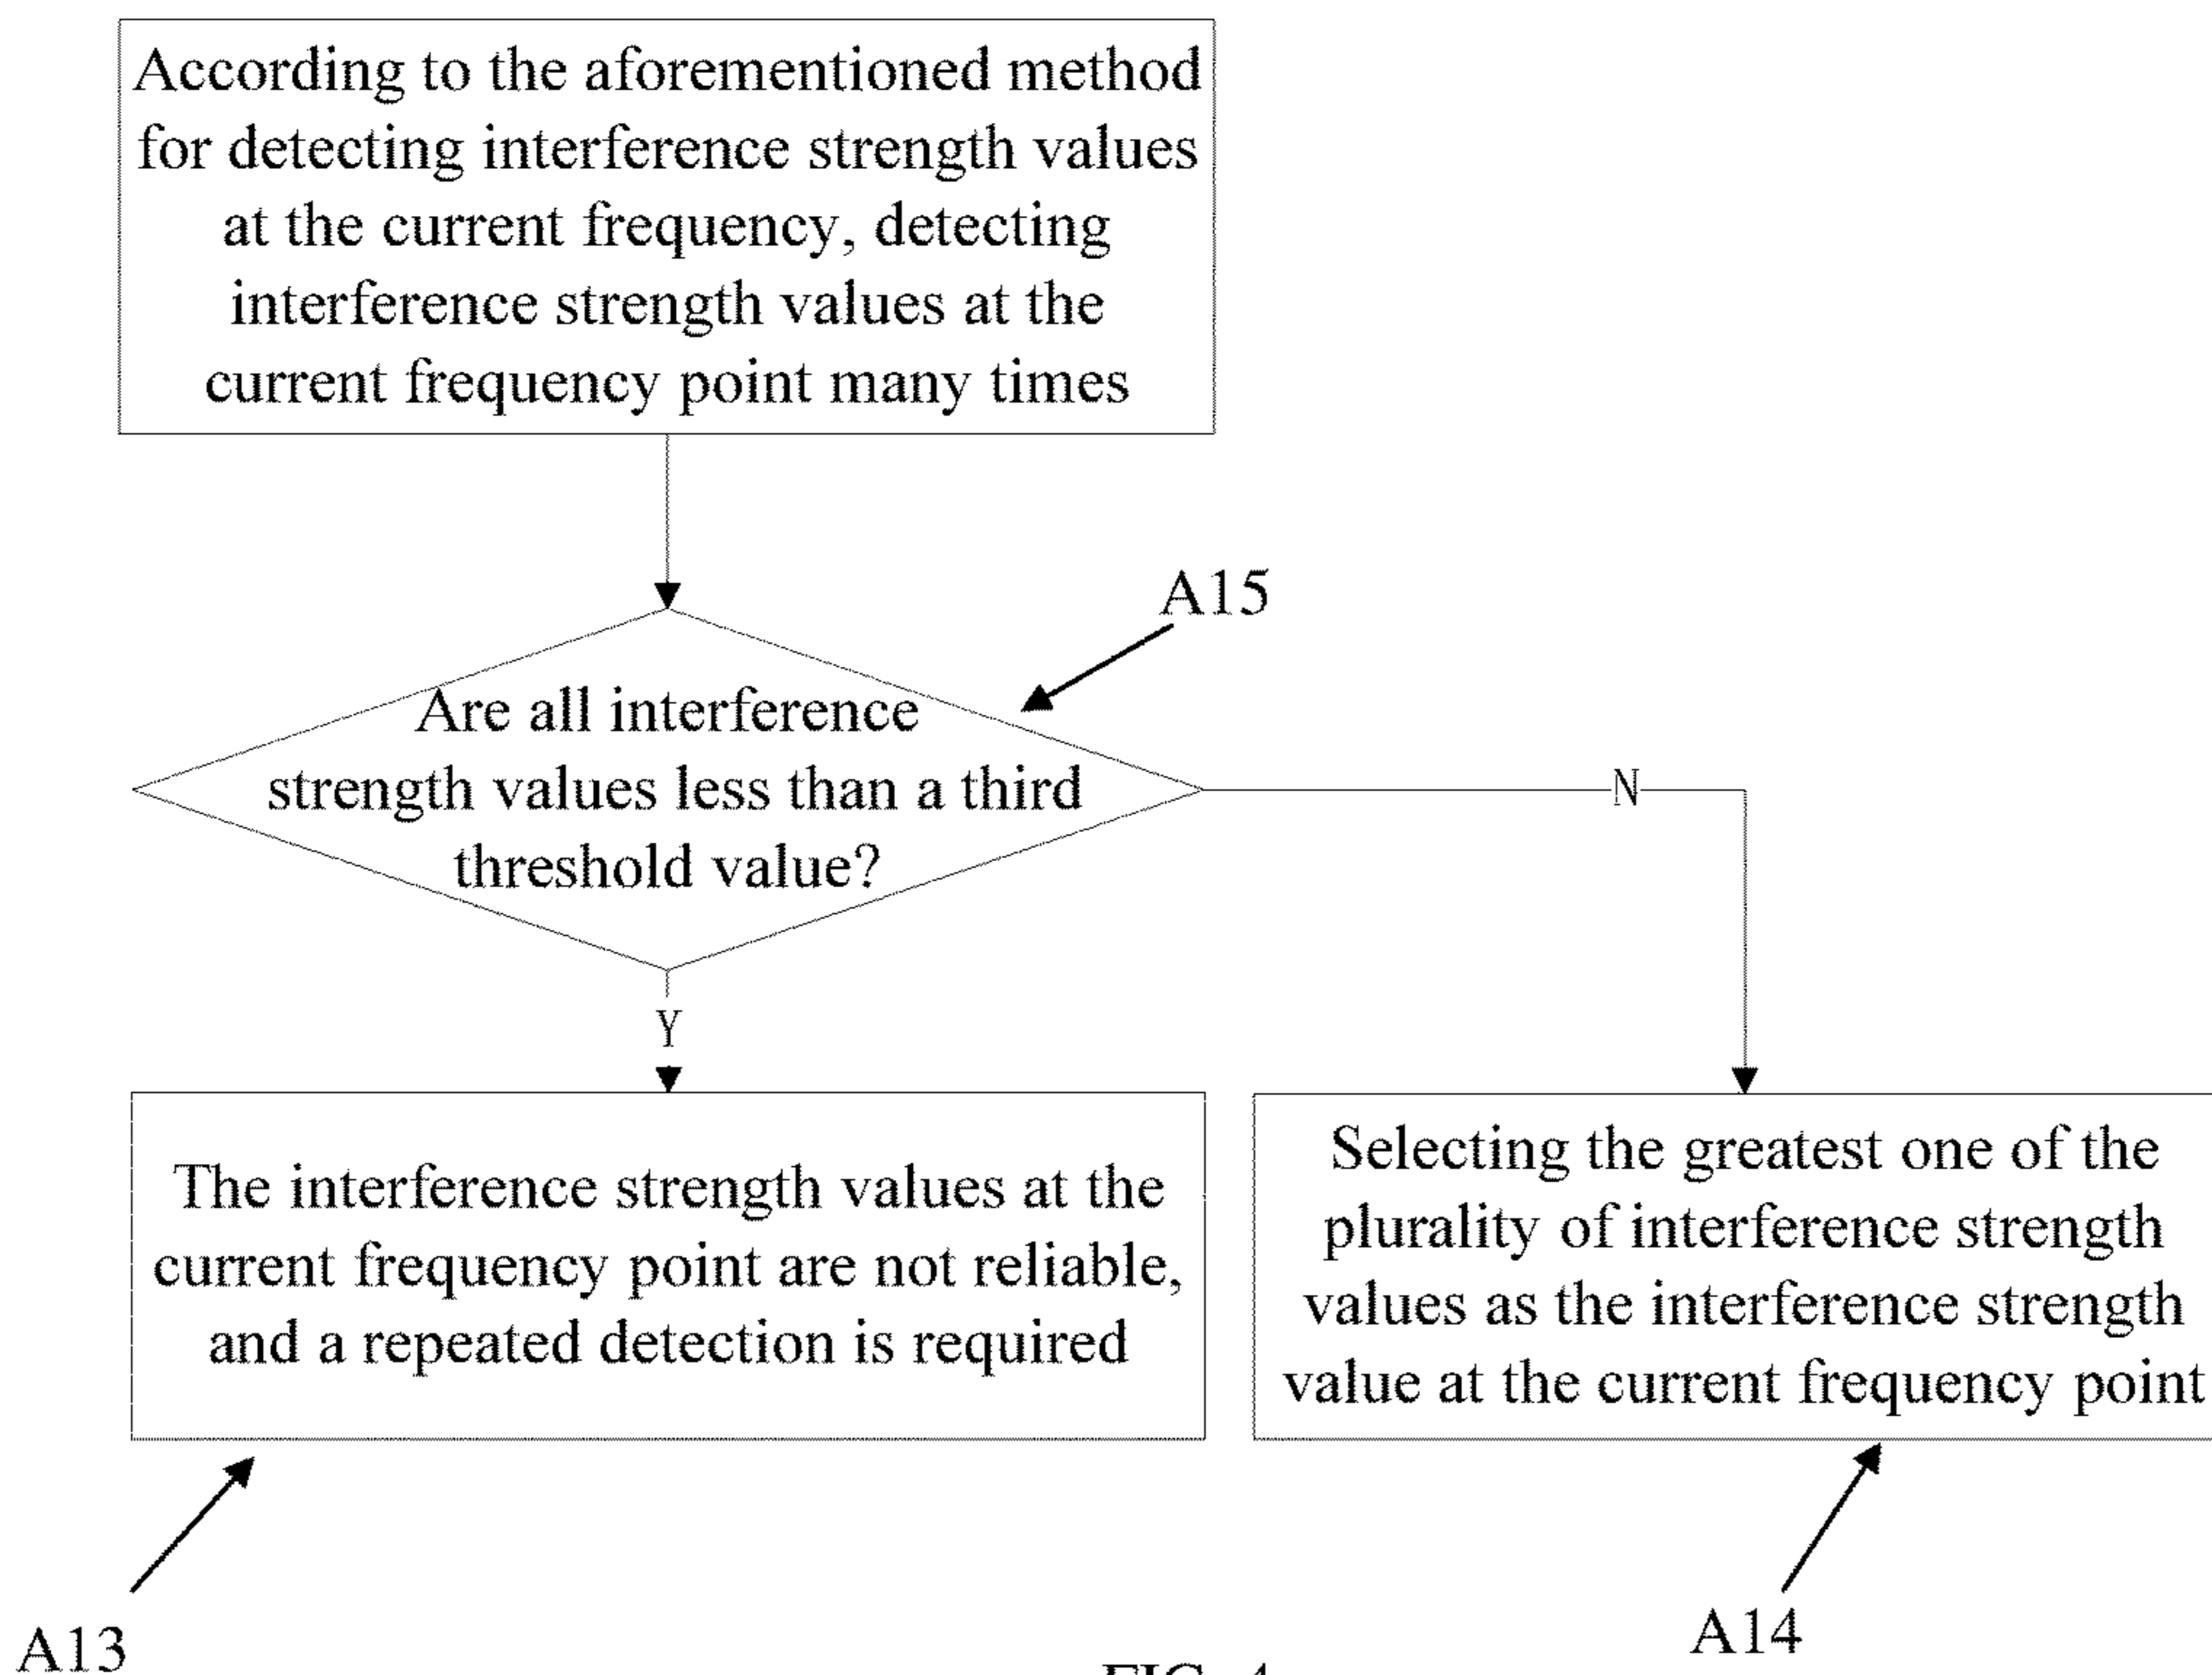 According to the aforementioned method
for detecting interference strength values
at the current frequency, detecting
interference strength values at the
current frequency point many times
A15
Are all interference
strength values less than a third
threshold value?
N
Y
The interference strength values at the
current frequency point are not reliable,
and a repeated detection is required
Selecting the greatest one of the
plurality of interference strength
values as the interference strength
value at the current frequency point
A13
A14
FIG. 4